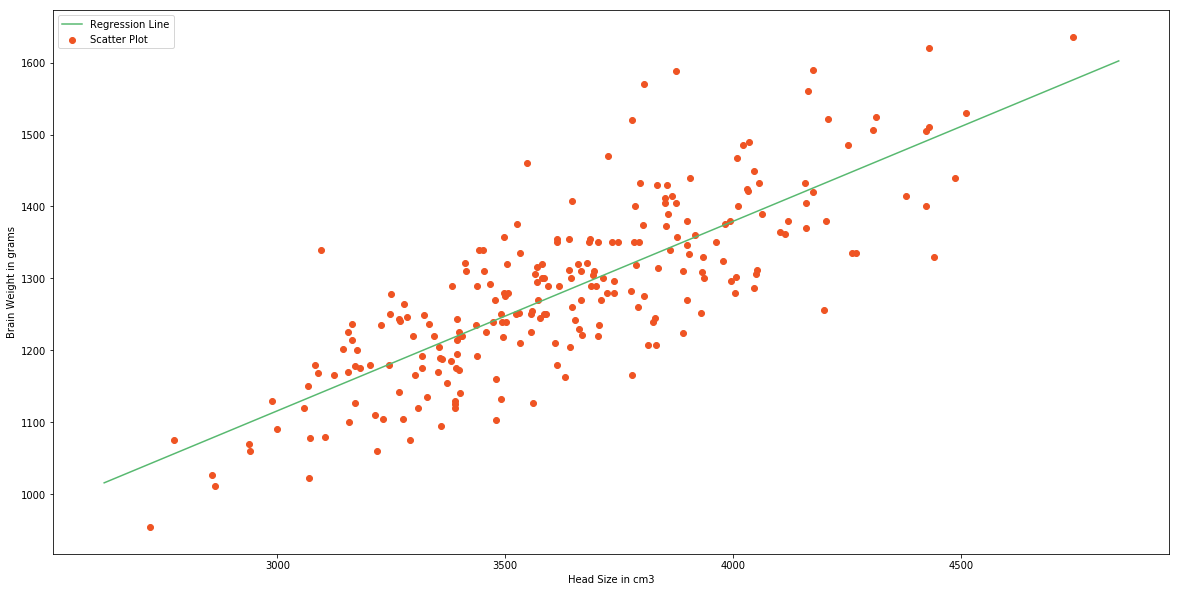 Regression Line
Scatter Plot
1600
1500
1400
1300
1200
1100
1000
Brain Weight in grams
3000
3500
4000
4500
Head Size in cm3